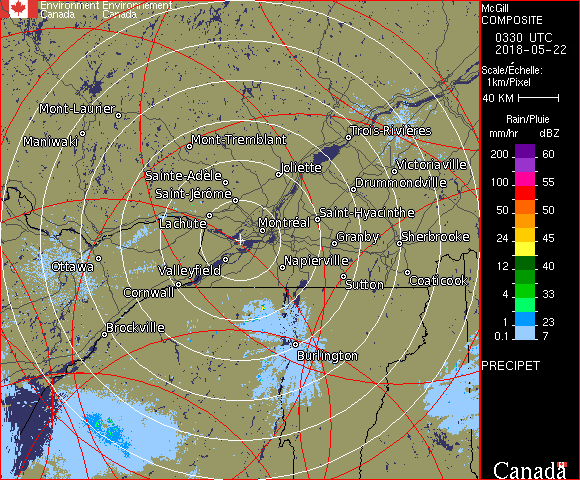 Environment Environnement
Canada Canada
McGill
COMPOSITE
0330 UTC
2018-05-22
Scale/Échelle:
1km/Pixel
40 KM
Rain/Pluie
mm/hr dBZ
200 60
100 55
50 50
24 45
12 40
4 33
1 23
0.1 7
PRECIPET
Canada
Mont-Laurier
Maniwaki
Mont-Tremblant
Trois-Rivières
Joliette
Victoriaville
Sainte-Adèle
Saint-Jérôme
Drummondville
Lachute
Montréal
Saint-Hyacinthe
Granby
Sherbrooke
Ottawa
Valleyfield
Napierville
Cornwall
Sutton
Coaticook
Brockville
Burlington